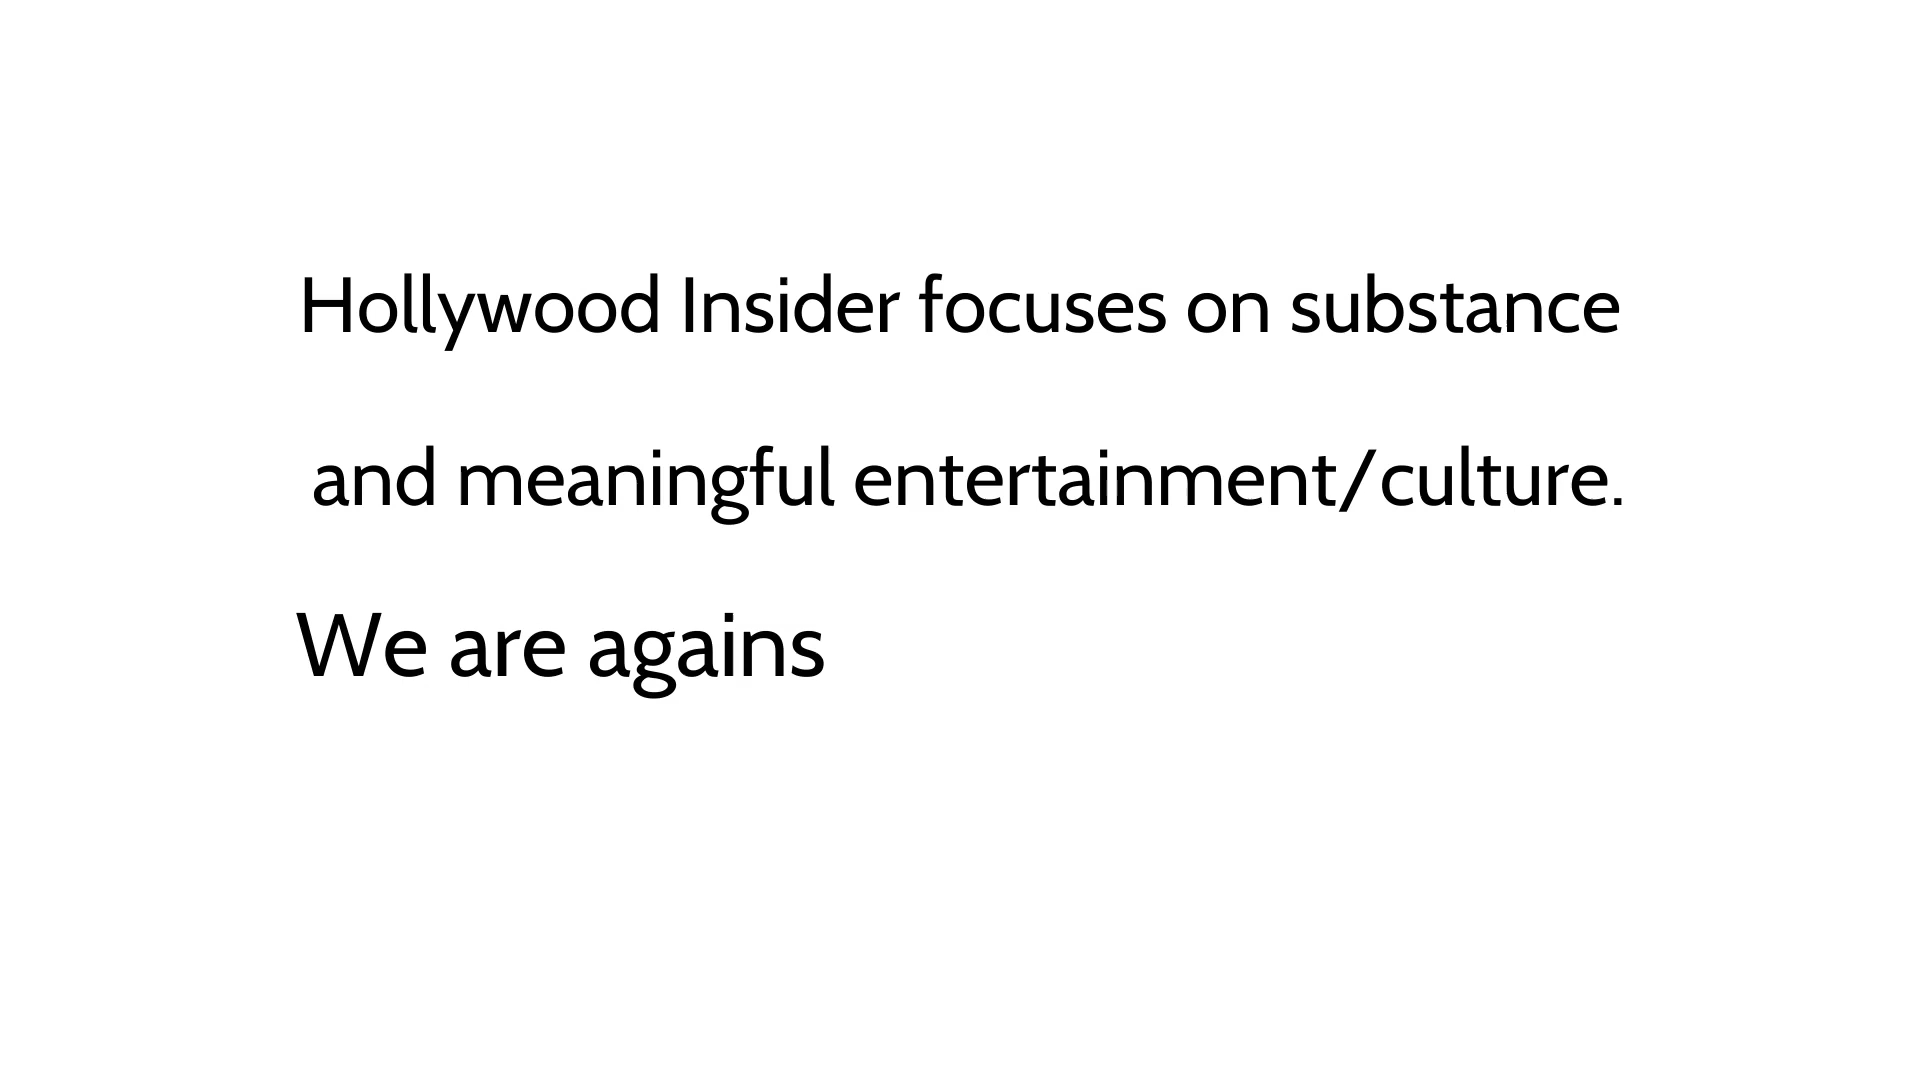 Hollywood Insider focuses on substance
and meaningful entertainment/culture.
We are agains